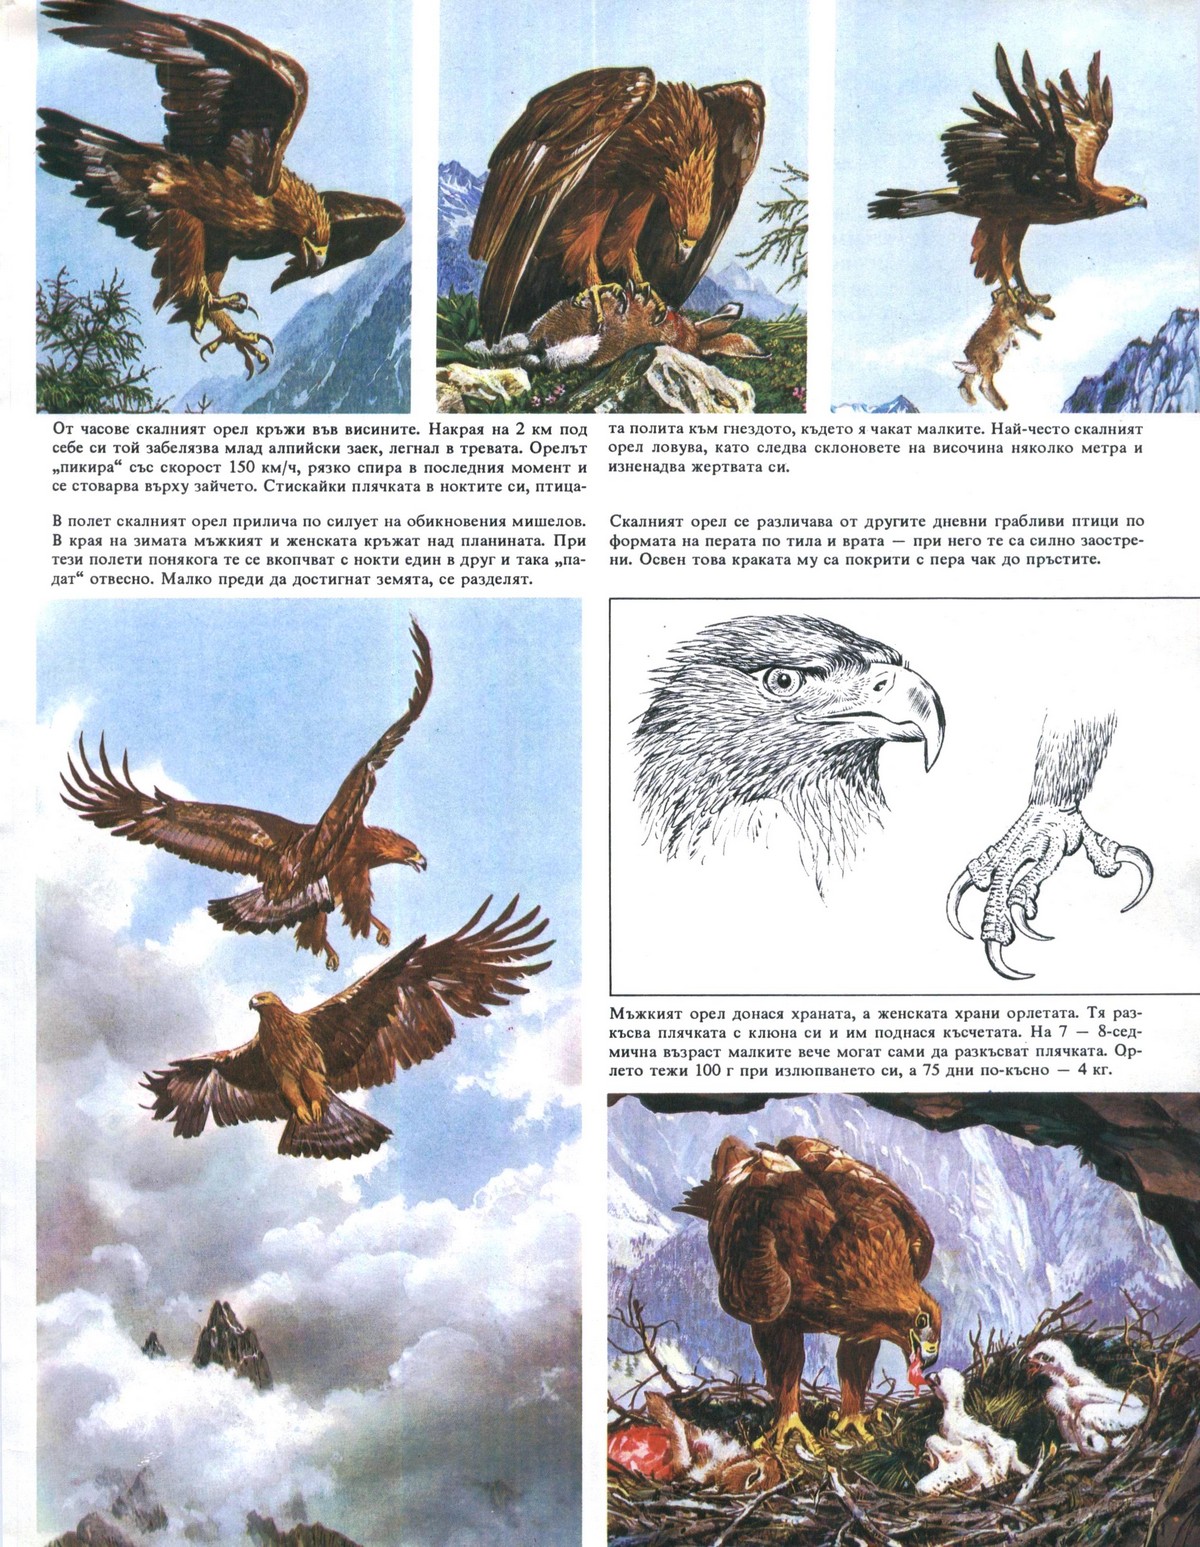 От часове скалният орел кръжи във висините. Накрая на 2 км под
себе си той забелязва млад алпийски заек, легнал в тревата. Орелът
„пикира“ със скорост 150 км/ч, рязко спира в последния момент и
се стоварва върху зайчето. Стискайки плячката в ноктите си, птица-
та полита към гнездото, където я чакат малките. Най-често скалният
орел ловува, като следва склоновете на височина няколко метра и
изненадва жертвата си.
В полет скалният орел прилича по силует на обикновения мишелов.
В края на зимата мъжкият и женската кръжат над планината. При
тези полети понякога те се вкопчват с нокти един в друг и така „па-
дат“ отвесно. Малко преди да достигнат земята, се разделят.
Скалният орел се различава от другите дневни грабливи птици по
формата на перата по тила и врата — при него те са силно заостре-
ни. Освен това краката му са покрити с пера чак до пръстите.
Мъжкият орел донася храната, а женската храни орлетата. Тя раз-
късва плячката с клюна си и им поднася късчетата. На 7 — 8-сед-
мична възраст малките вече могат сами да разкъсват плячката. Ор-
лето тежи 100 г при излюпването си, а 75 дни по-късно — 4 кг.